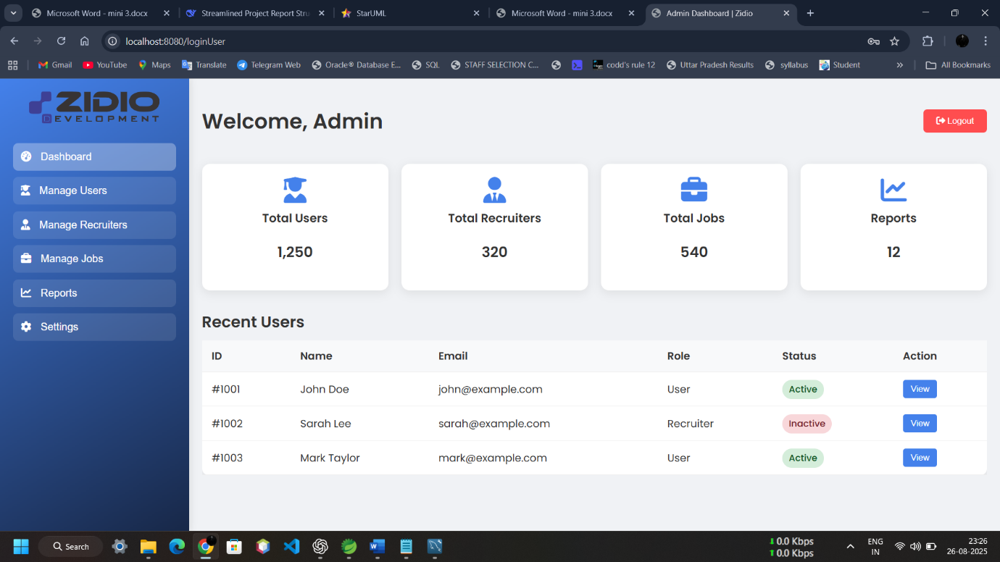 Microsoft Word - mini 3.docx
Streamlined Project Report Stru
StarUML
Microsoft Word - mini 3.docx
Admin Dashboard | Zidio
localhost:8080/loginUser
Gmail
YouTube
Maps
Translate
Telegram Web
Oracle® Database E...
SQL
STAFF SELECTION C...
codd's rule 12
Uttar Pradesh Results
syllabus
Student
All Bookmarks
ZIDIO
DEVELOPMENT
Dashboard
Manage Users
Manage Recruiters
Manage Jobs
Reports
Settings
Welcome, Admin
Logout
Total Users
1,250
Total Recruiters
320
Total Jobs
540
Reports
12
Recent Users
ID Name Email Role Status Action
#1001 John Doe john@example.com User Active View
#1002 Sarah Lee sarah@example.com Recruiter Inactive View
#1003 Mark Taylor mark@example.com User Active View
Search
0.0 Kbps
0.0 Kbps
ENG
IN
23:26
26-08-2025